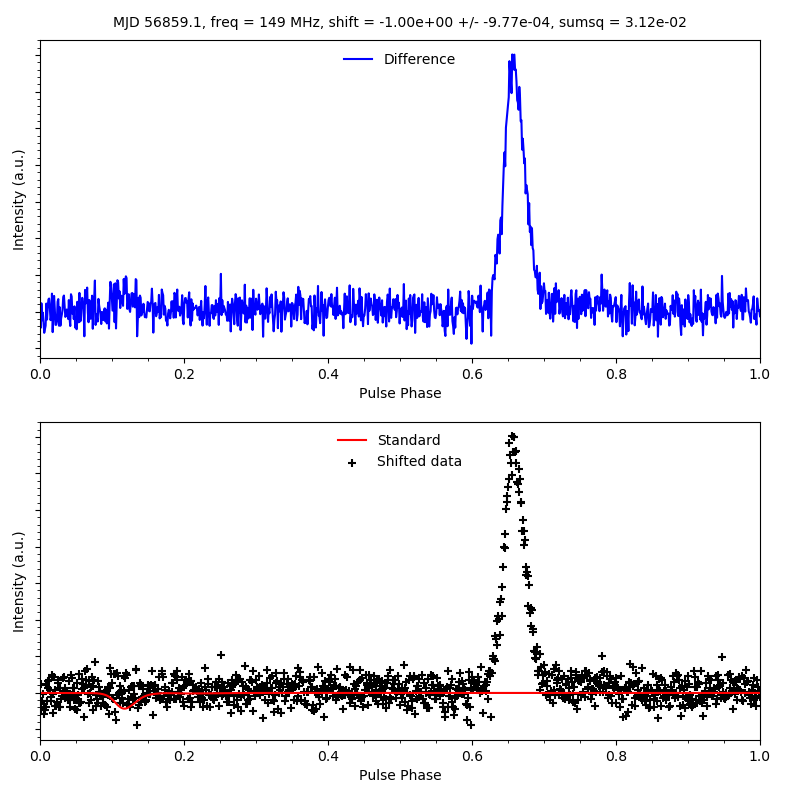 MJD 56859.1, freq = 149 MHz, shift = -1.00e+00 +/- -9.77e-04, sumsq = 3.12e-02
Difference
Intensity (a.u.)
0.0 0.2 0.4 0.6 0.8 1.0
Pulse Phase
Standard
Shifted data
Intensity (a.u.)
0.0 0.2 0.4 0.6 0.8 1.0
Pulse Phase